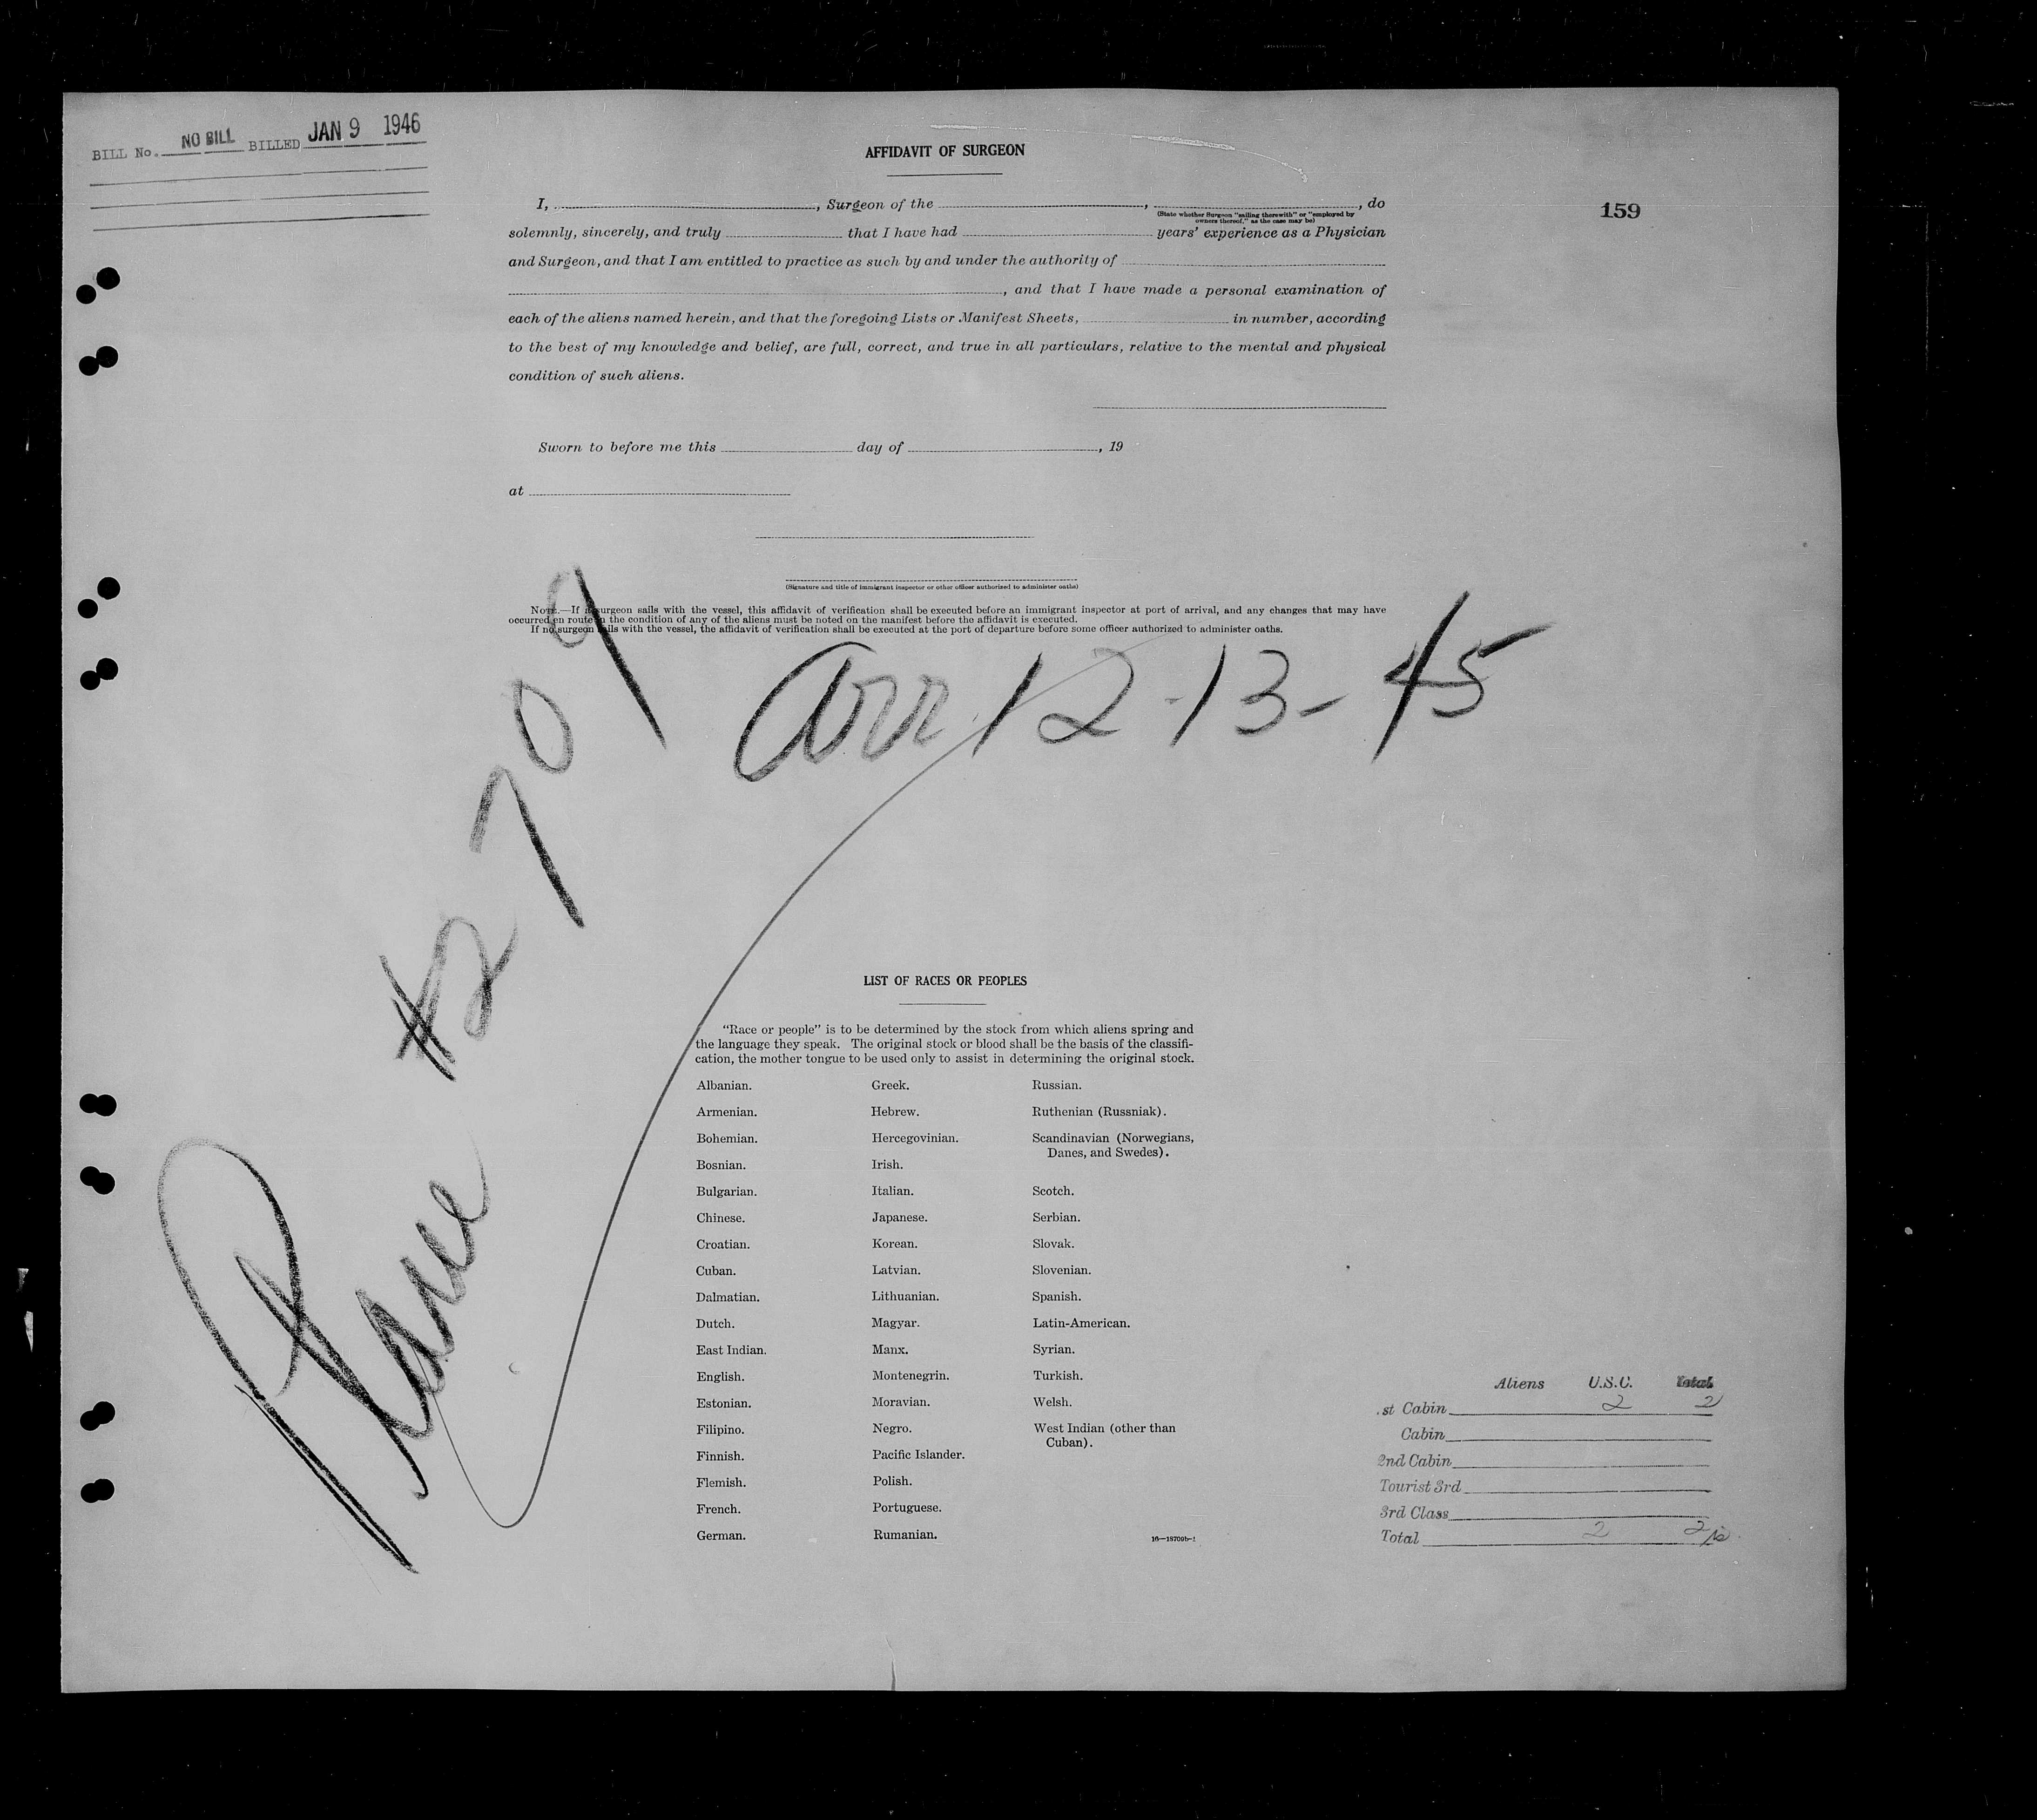 BILL No. NO BILL BILLED JAN 9 1946
AFFIDAVIT OF SURGEON
159
I, , Surgeon of the , , do
(State whether Surgeon "sailing therewith" or "employed by
owners thereof," as the case may be)
solemnly, sincerely, and truly that I have had years' experience as a Physician
and Surgeon, and that I am entitled to practice as such by and under the authority of
, and that I have made a personal examination of
each of the aliens named herein, and that the foregoing Lists or Manifest Sheets, in number, according
to the best of my knowledge and belief, are full, correct, and true in all particulars, relative to the mental and physical
condition of such aliens.
Sworn to before me this day of , 19
at
(Signature and title of immigrant inspector or other officer authorized to administer oaths)
NOTE.—If a surgeon sails with the vessel, this affidavit of verification shall be executed before an immigrant inspector at port of arrival, and any changes that may have
occurred en route in the condition of any of the aliens must be noted on the manifest before the affidavit is executed.
If no surgeon sails with the vessel, the affidavit of verification shall be executed at the port of departure before some officer authorized to administer oaths.
Arr 12-13-45
Plane #2709
LIST OF RACES OR PEOPLES
"Race or people" is to be determined by the stock from which aliens spring and
the language they speak. The original stock or blood shall be the basis of the classifi-
cation, the mother tongue to be used only to assist in determining the original stock.
Albanian.
Armenian.
Bohemian.
Bosnian.
Bulgarian.
Chinese.
Croatian.
Cuban.
Dalmatian.
Dutch.
East Indian.
English.
Estonian.
Filipino.
Finnish.
Flemish.
French.
German.
Greek.
Hebrew.
Hercegovinian.
Irish.
Italian.
Japanese.
Korean.
Latvian.
Lithuanian.
Magyar.
Manx.
Montenegrin.
Moravian.
Negro.
Pacific Islander.
Polish.
Portuguese.
Rumanian.
Russian.
Ruthenian (Russniak).
Scandinavian (Norwegians,
Danes, and Swedes).
Scotch.
Serbian.
Slovak.
Slovenian.
Spanish.
Latin-American.
Syrian.
Turkish.
Welsh.
West Indian (other than
Cuban).
16—18700b-1
Aliens U.S.C. Total
st Cabin 2 2
Cabin
2nd Cabin
Tourist 3rd
3rd Class
Total 2 2